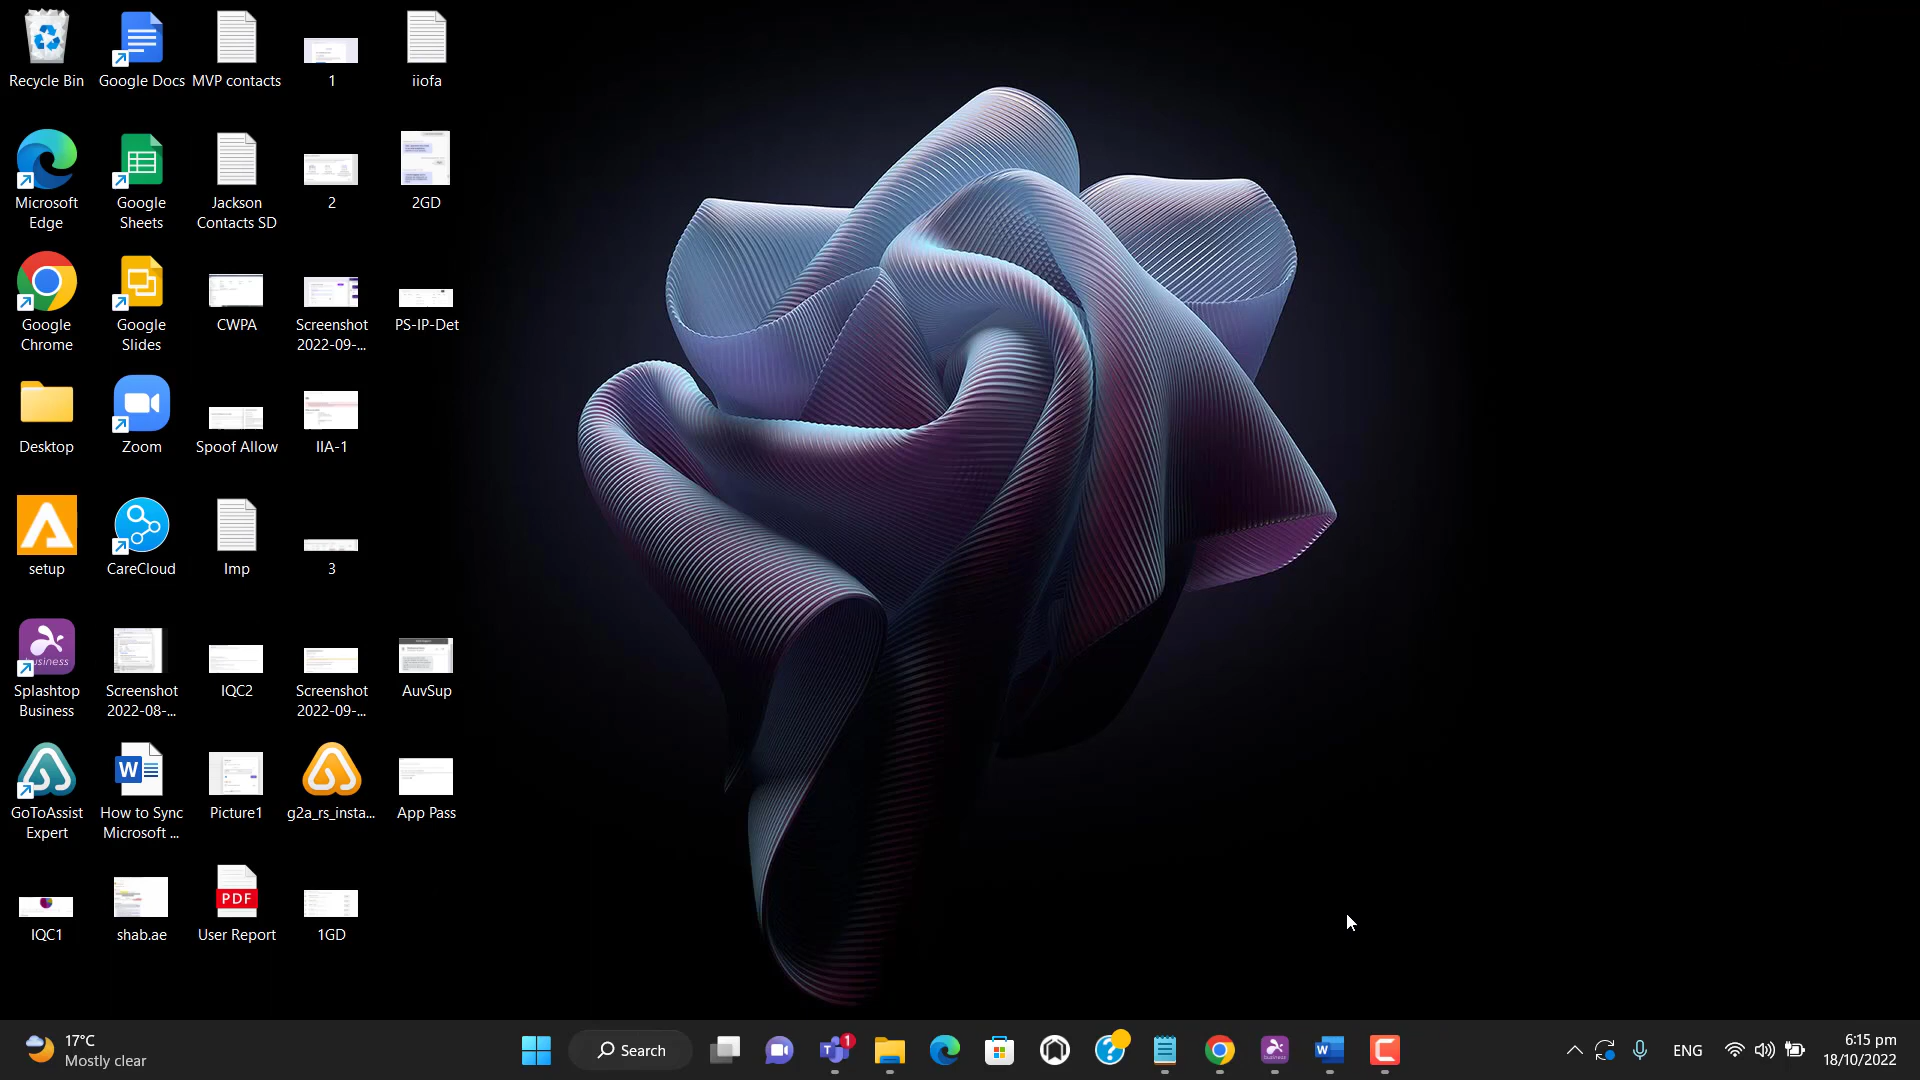 Recycle Bin
Google Docs
MVP contacts
1
iiofa
Microsoft
Edge
Google
Sheets
Jackson
Contacts SD
2
2GD
Google
Chrome
Google
Slides
CWPA
Screenshot
2022-09-...
PS-IP-Det
Desktop
Zoom
Spoof Allow
IIA-1
setup
CareCloud
Imp
3
business
Splashtop
Business
Screenshot
2022-08-...
IQC2
Screenshot
2022-09-...
AuvSup
W
GoToAssist
Expert
How to Sync
Microsoft ...
Picture1
g2a_rs_insta...
App Pass
PDF
IQC1
shab.ae
User Report
1GD
17°C
Mostly clear
Search
1
W
ENG
6:15 pm
18/10/2022